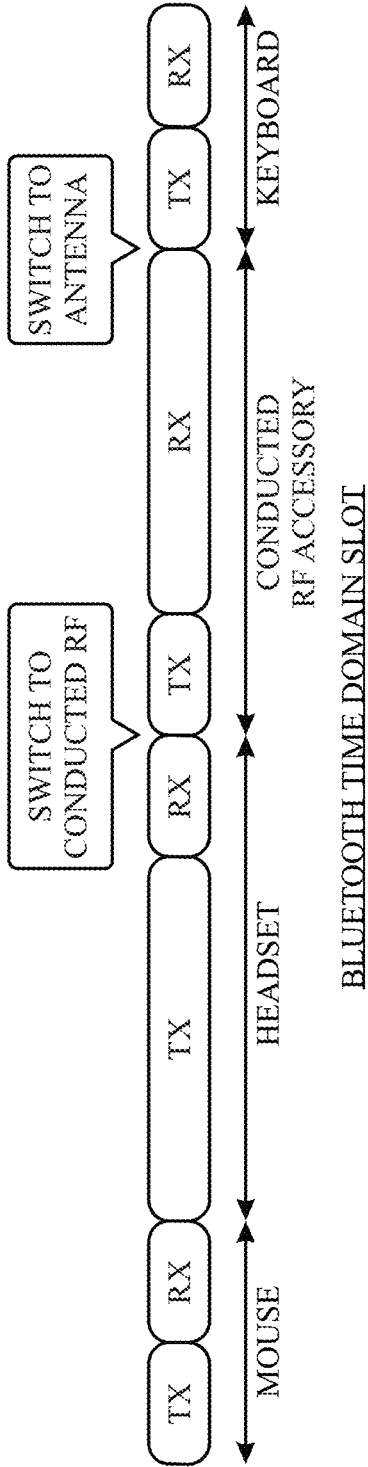 SWITCH TO
CONDUCTED RF
SWITCH TO
ANTENNA
TX
RX
TX
RX
TX
RX
TX
RX
MOUSE
HEADSET
CONDUCTED
RF ACCESSORY
KEYBOARD
BLUETOOTH TIME DOMAIN SLOT